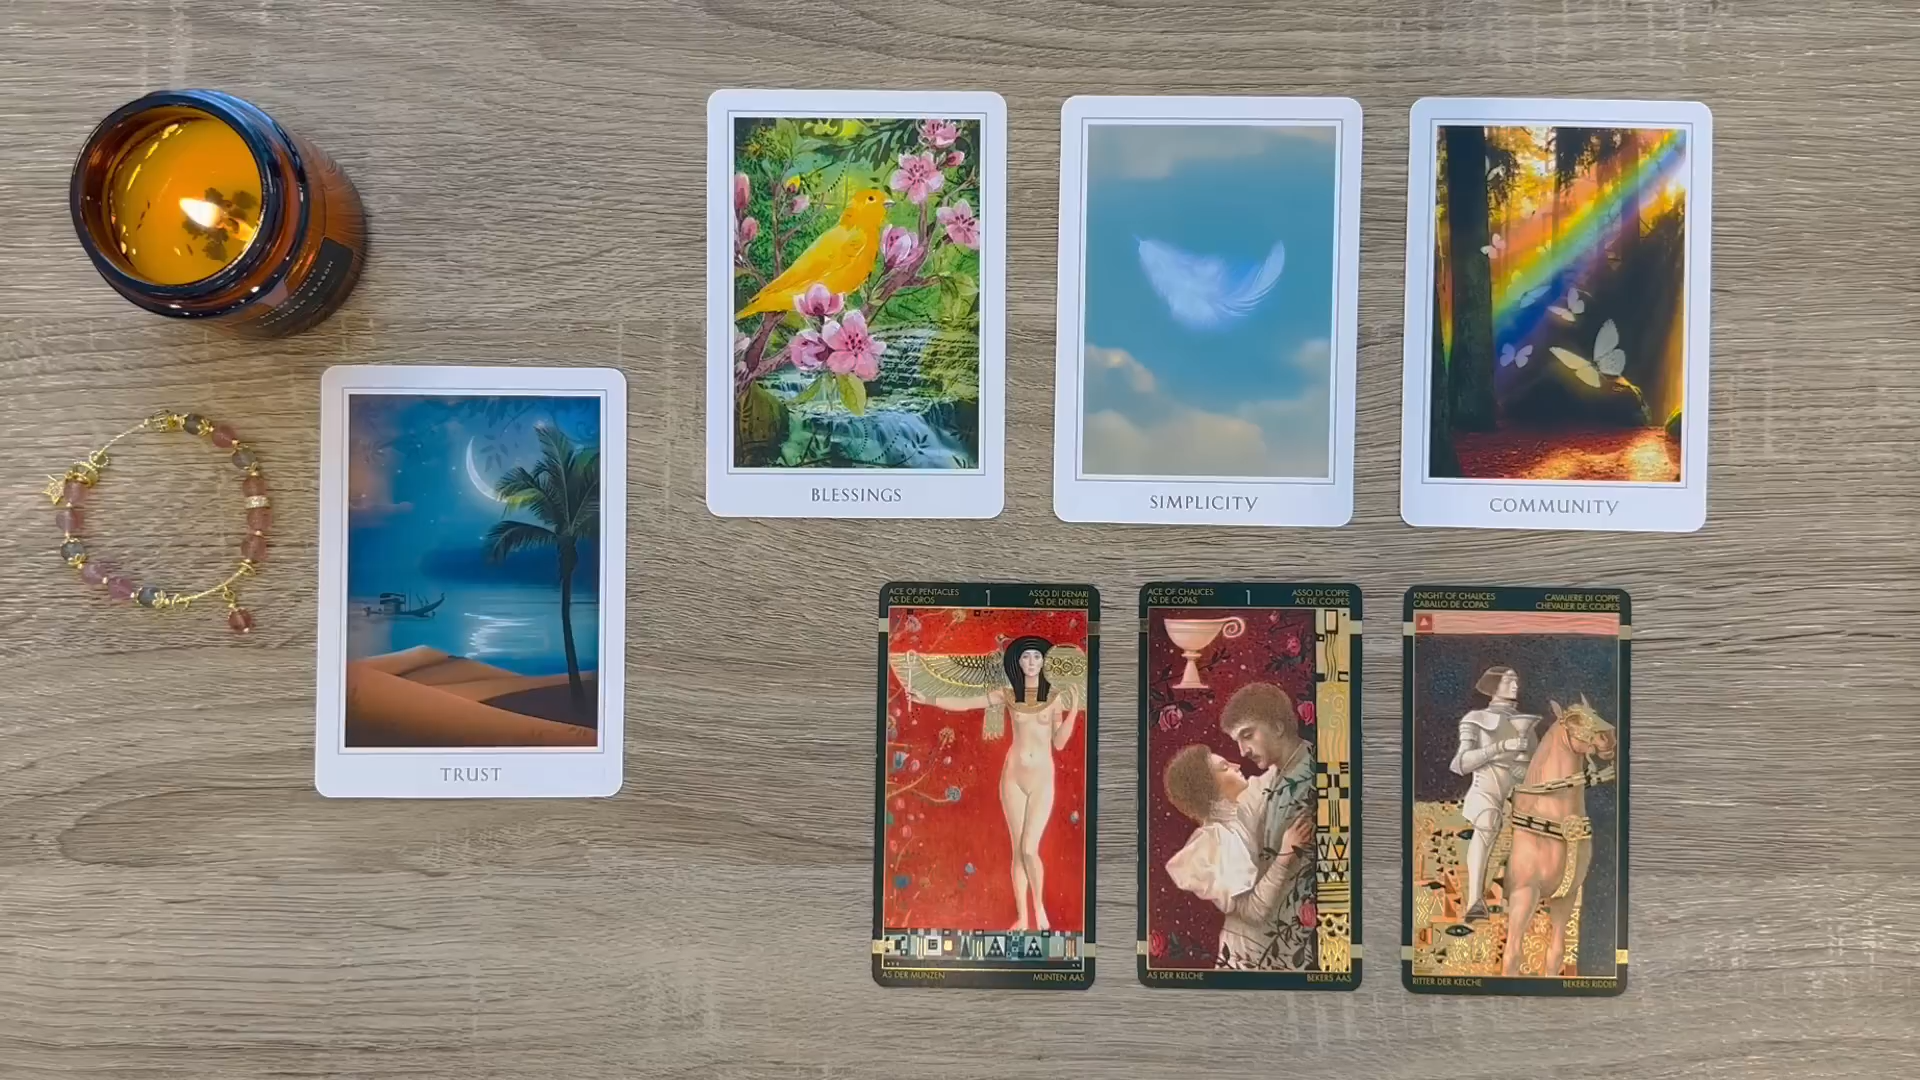 BLESSINGS
SIMPLICITY
COMMUNITY
TRUST
ACE OF PENTACLES
AS DE OROS
1
ASSO DI DENARI
AS DE DENIERS
AS DER MUNZEN
MUNTEN AAS
ACE OF CHALICES
AS DE COPAS
1
ASSO DI COPPE
AS DE COUPES
AS DER KELCHE
BEKERS AAS
KNIGHT OF CHALICES
CABALLO DE COPAS
CAVALIERE DI COPPE
CHEVALIER DE COUPES
RITTER DER KELCHE
BEKERS RIDDER